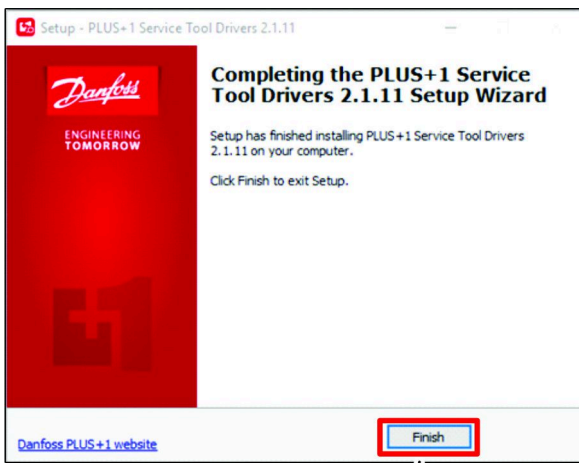 Setup - PLUS+1 Service Tool Drivers 2.1.11
Danfoss
ENGINEERING
TOMORROW
Completing the PLUS+1 Service
Tool Drivers 2.1.11 Setup Wizard
Setup has finished installing PLUS+1 Service Tool Drivers
2.1.11 on your computer.
Click Finish to exit Setup.
+1
Danfoss PLUS+1 website
Finish